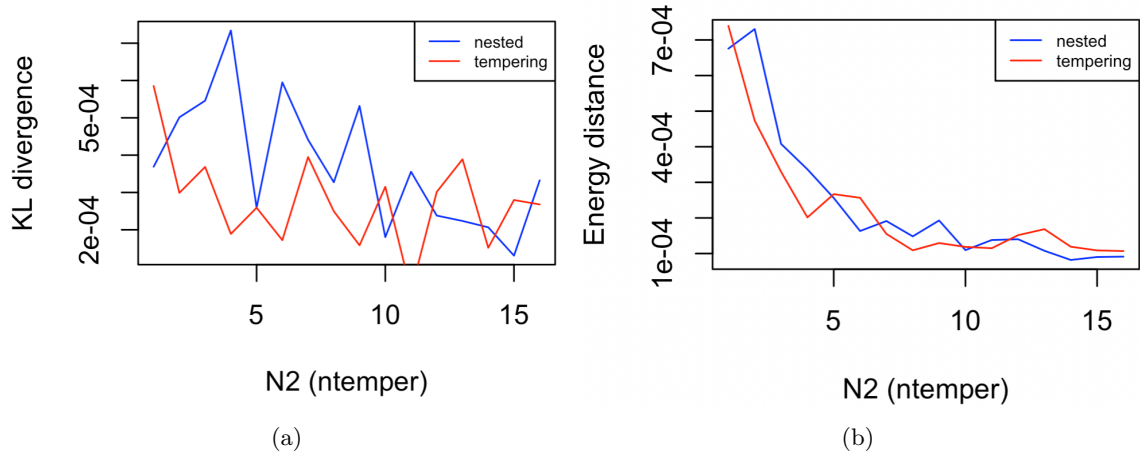 KL divergence
2e-04
5e-04
nested
tempering
5
10
15
N2 (ntemper)
(a)
Energy distance
1e-04
4e-04
7e-04
nested
tempering
5
10
15
N2 (ntemper)
(b)